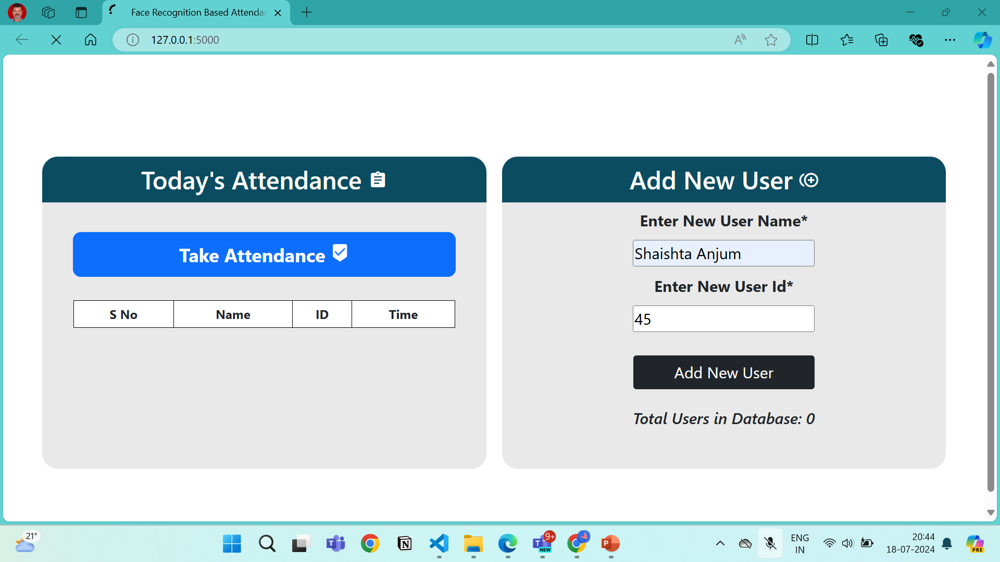 Face Recognition Based Attendan
127.0.0.1:5000
Today's Attendance
Take Attendance
S No Name ID Time
Add New User
Enter New User Name*
Shaishta Anjum
Enter New User Id*
45
Add New User
Total Users in Database: 0
21°
T
N
9+
T
NEW
P
ENG
IN
20:44
18-07-2024
PRE